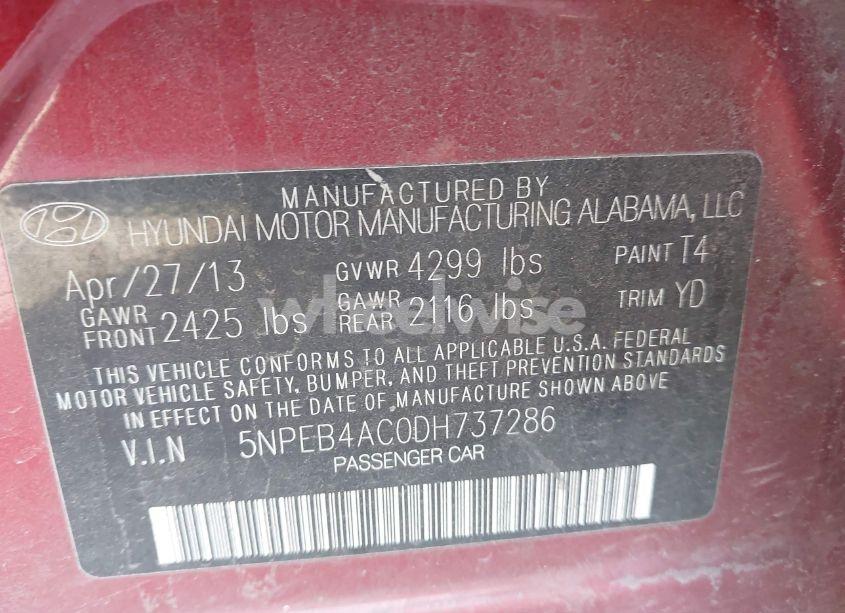 MANUFACTURED BY
HYUNDAI MOTOR MANUFACTURING ALABAMA, LLC
Apr/27/13 GVWR 4299 lbs PAINT T4
GAWR FRONT 2425 lbs GAWR REAR 2116 lbs TRIM YD
THIS VEHICLE CONFORMS TO ALL APPLICABLE U.S.A. FEDERAL
MOTOR VEHICLE SAFETY, BUMPER, AND THEFT PREVENTION STANDARDS
IN EFFECT ON THE DATE OF MANUFACTURE SHOWN ABOVE
V.I.N 5NPEB4AC0DH737286
PASSENGER CAR
wheelwise